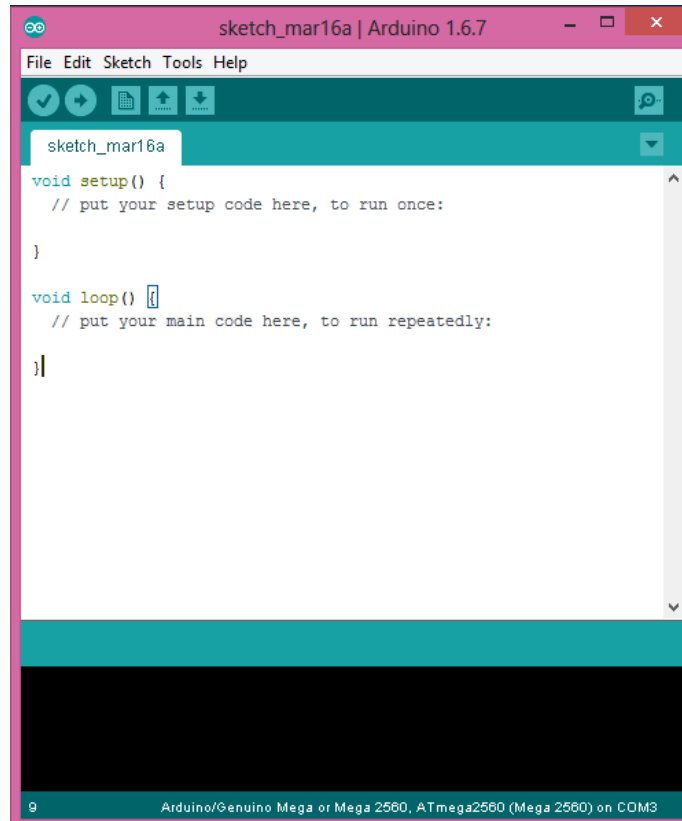 sketch_mar16a | Arduino 1.6.7
File Edit Sketch Tools Help
sketch_mar16a
void setup() {
  // put your setup code here, to run once:
}
void loop() {
  // put your main code here, to run repeatedly:
}
9 Arduino/Genuino Mega or Mega 2560, ATmega2560 (Mega 2560) on COM3